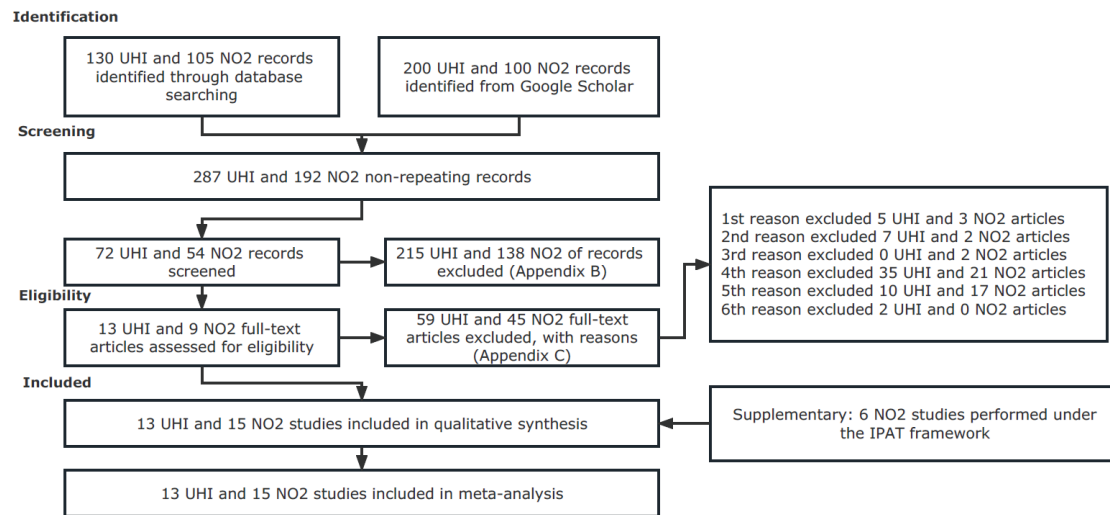 Identification
130 UHI and 105 NO2 records
identified through database
searching
200 UHI and 100 NO2 records
identified from Google Scholar
Screening
287 UHI and 192 NO2 non-repeating records
72 UHI and 54 NO2 records
screened
215 UHI and 138 NO2 of records
excluded (Appendix B)
1st reason excluded 5 UHI and 3 NO2 articles
2nd reason excluded 7 UHI and 2 NO2 articles
3rd reason excluded 0 UHI and 2 NO2 articles
4th reason excluded 35 UHI and 21 NO2 articles
5th reason excluded 10 UHI and 17 NO2 articles
6th reason excluded 2 UHI and 0 NO2 articles
Eligibility
13 UHI and 9 NO2 full-text
articles assessed for eligibility
59 UHI and 45 NO2 full-text
articles excluded, with reasons
(Appendix C)
Included
13 UHI and 15 NO2 studies included in qualitative synthesis
Supplementary: 6 NO2 studies performed under
the IPAT framework
13 UHI and 15 NO2 studies included in meta-analysis